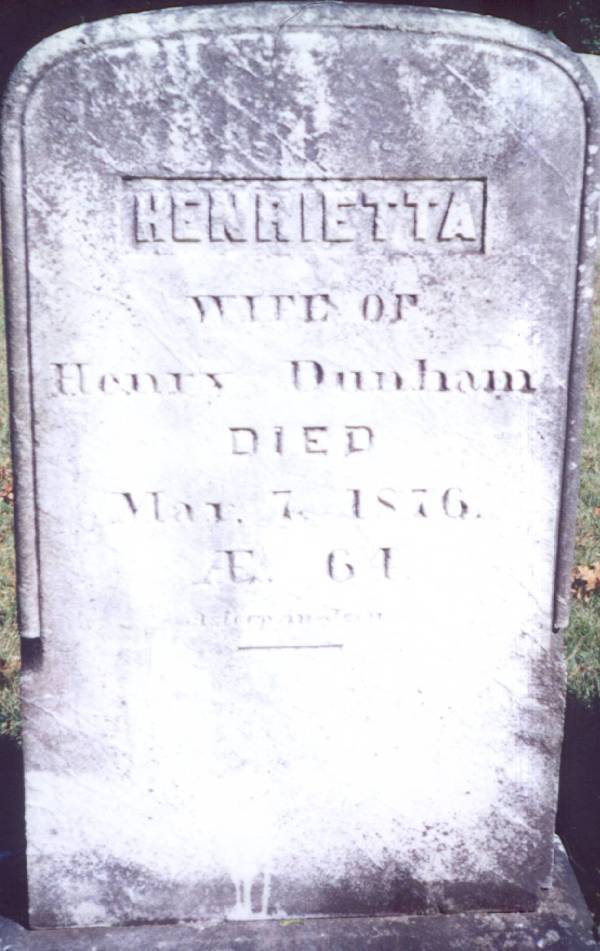 HENRIETTA
WIFE OF
Henry Dunham
DIED
Mar. 7, 1876.
Æ. 64